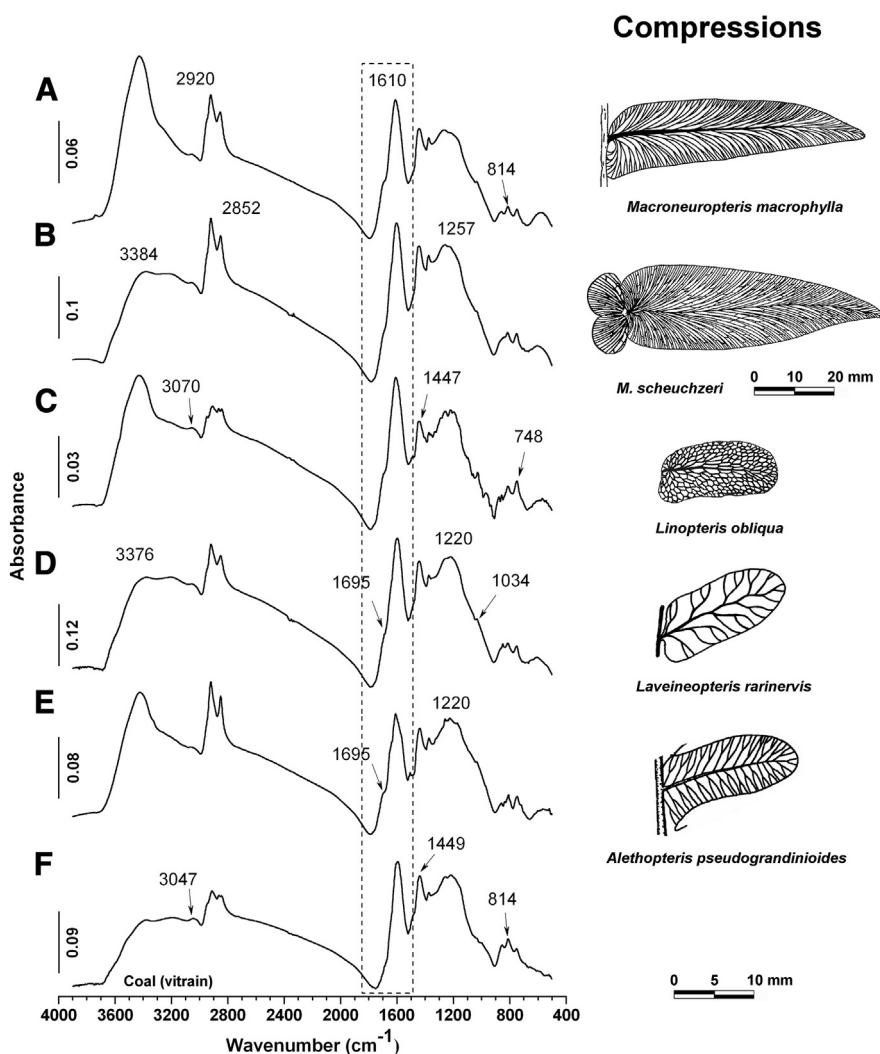 Compressions
A
2920
1610
0.06
814
Macroneuropteris macrophylla
B
2852
3384
1257
0.1
M. scheuchzeri
0 10 20 mm
C
3070
1447
748
0.03
Linopteris obliqua
Absorbance
D
3376
1695
1220
1034
0.12
Laveineopteris rarinervis
E
1695
1220
0.08
Alethopteris pseudograndinioides
F
3047
1449
814
0.09
Coal (vitrain)
0 5 10 mm
4000 3600 2800 2000 1600 1200 800 400
Wavenumber (cm-1)